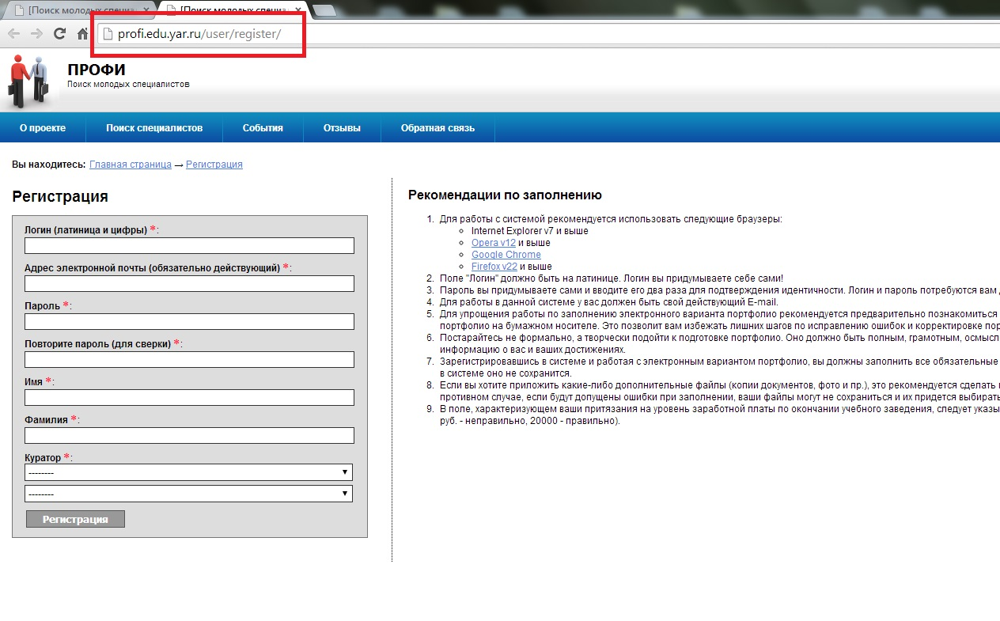 [Поиск молодых специа
[Поиск молодых специа
profi.edu.yar.ru/user/register/
ПРОФИ
Поиск молодых специалистов
О проекте
Поиск специалистов
События
Отзывы
Обратная связь
Вы находитесь: Главная страница → Регистрация
Регистрация
Логин (латиница и цифры) *:
Адрес электронной почты (обязательно действующий) *:
Пароль *:
Повторите пароль (для сверки) *:
Имя *:
Фамилия *:
Куратор *:
--------
--------
Регистрация
Рекомендации по заполнению
1. Для работы с системой рекомендуется использовать следующие браузеры:
Internet Explorer v7 и выше
Opera v12 и выше
Google Chrome
Firefox v22 и выше
2. Поле "Логин" должно быть на латинице. Логин вы придумываете себе сами!
3. Пароль вы придумываете сами и вводите его два раза для подтверждения идентичности. Логин и пароль потребуются вам
4. Для работы в данной системе у вас должен быть свой действующий E-mail.
5. Для упрощения работы по заполнению электронного варианта портфолио рекомендуется предварительно познакомиться
портфолио на бумажном носителе. Это позволит вам избежать лишних шагов по исправлению ошибок и корректировке пор
6. Постарайтесь не формально, а творчески подойти к подготовке портфолио. Оно должно быть полным, грамотным, осмысл
информацию о вас и ваших достижениях.
7. Зарегистрировавшись в системе и работая с электронным вариантом портфолио, вы должны заполнить все обязательные
в системе оно не сохранится.
8. Если вы хотите приложить какие-либо дополнительные файлы (копии документов, фото и пр.), это рекомендуется сделать
противном случае, если будут допущены ошибки при заполнении, ваши файлы могут не сохраниться и их придется выбират
9. В поле, характеризующем ваши притязания на уровень заработной платы по окончании учебного заведения, следует указы
руб. - неправильно, 20000 - правильно).